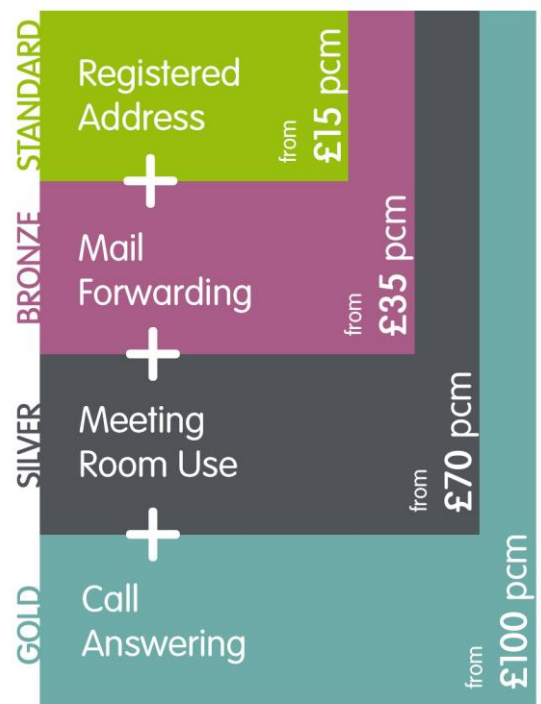 STANDARD
Registered
Address
from
£15 pcm
+
BRONZE
Mail
Forwarding
from
£35 pcm
+
SILVER
Meeting
Room Use
from
£70 pcm
+
GOLD
Call
Answering
from
£100 pcm